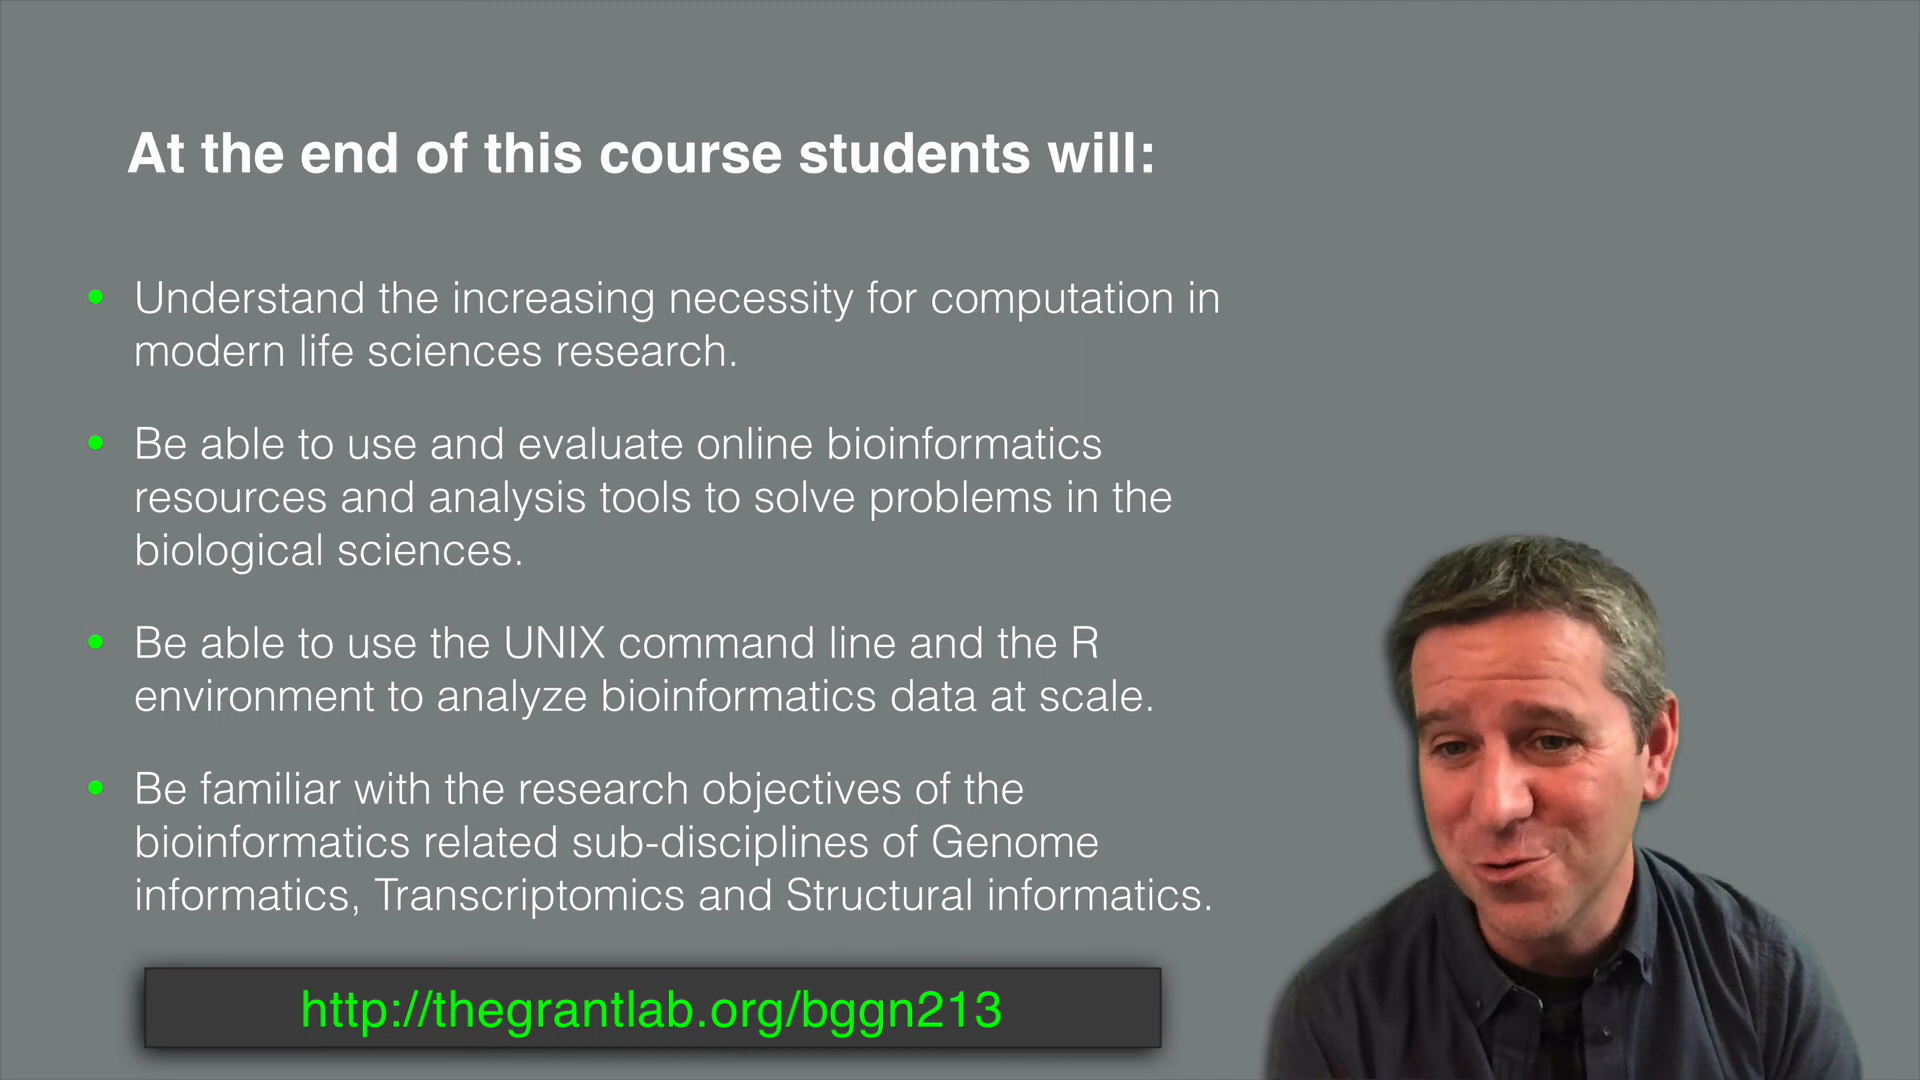 At the end of this course students will:
• Understand the increasing necessity for computation in
modern life sciences research.
• Be able to use and evaluate online bioinformatics
resources and analysis tools to solve problems in the
biological sciences.
• Be able to use the UNIX command line and the R
environment to analyze bioinformatics data at scale.
• Be familiar with the research objectives of the
bioinformatics related sub-disciplines of Genome
informatics, Transcriptomics and Structural informatics.
http://thegrantlab.org/bggn213